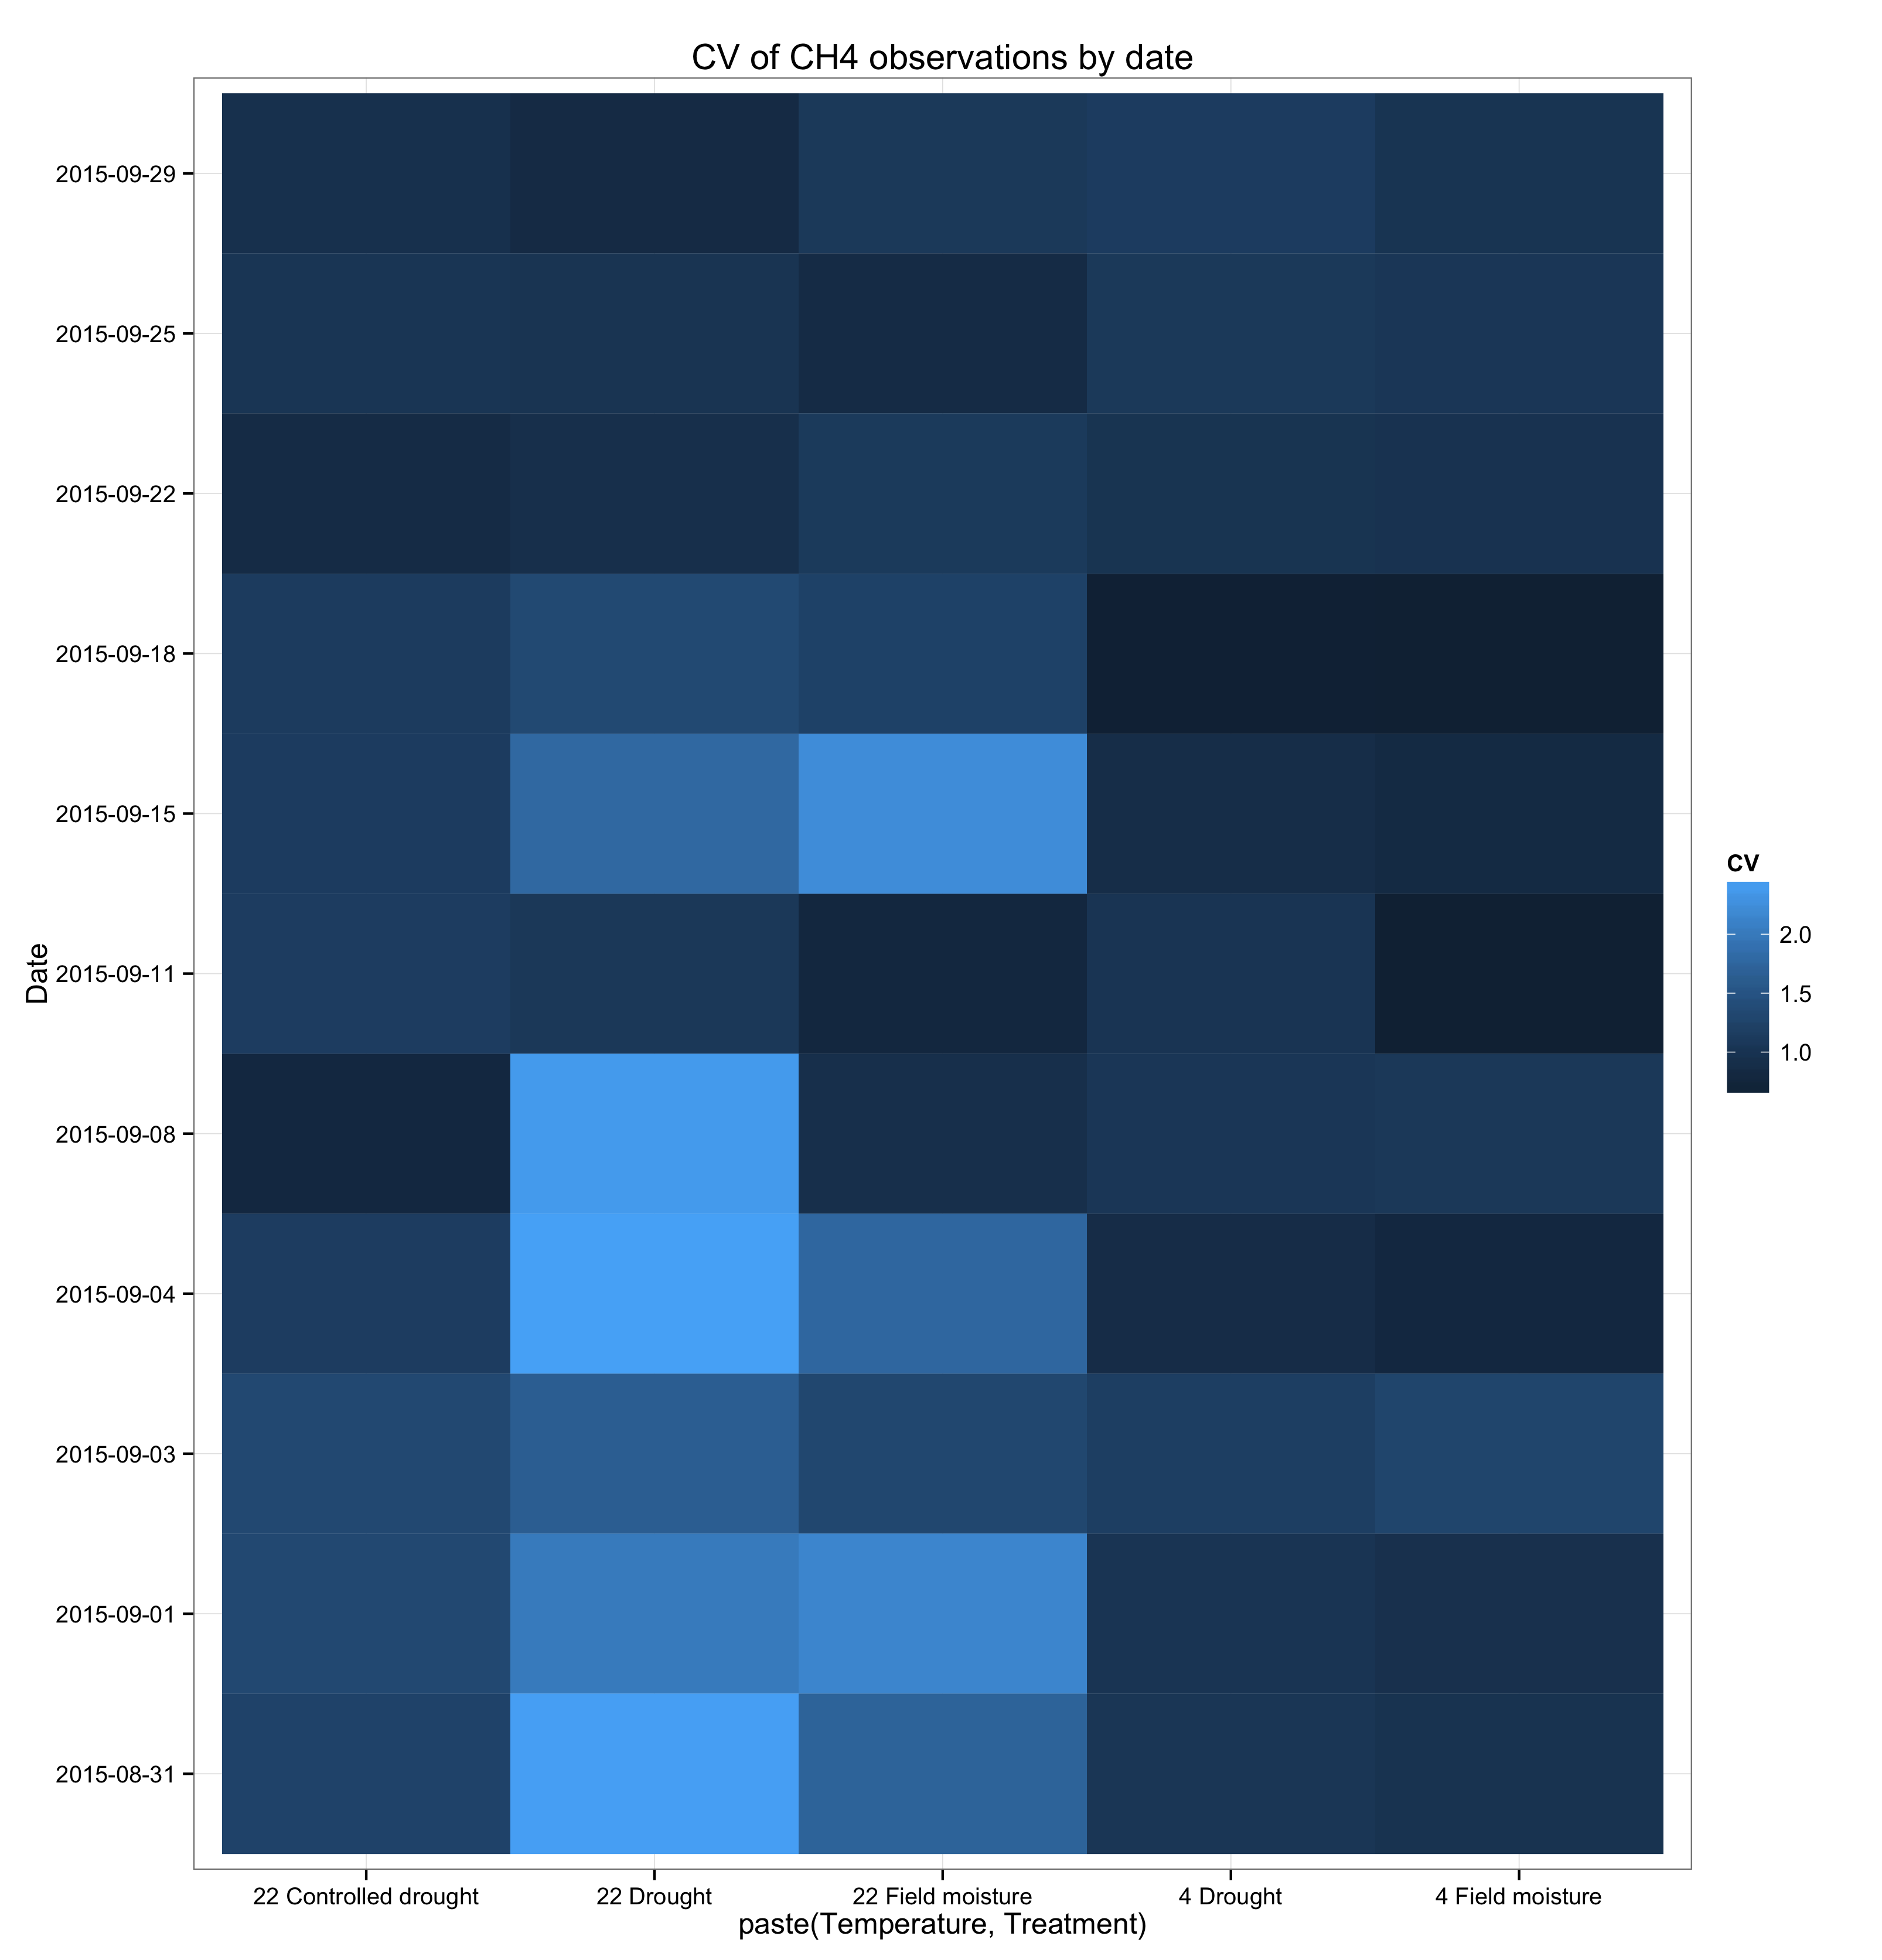 CV of CH4 observations by date
Date
2015-09-29
2015-09-25
2015-09-22
2015-09-18
2015-09-15
2015-09-11
2015-09-08
2015-09-04
2015-09-03
2015-09-01
2015-08-31
22 Controlled drought
22 Drought
22 Field moisture
4 Drought
4 Field moisture
paste(Temperature, Treatment)
CV
2.0
1.5
1.0